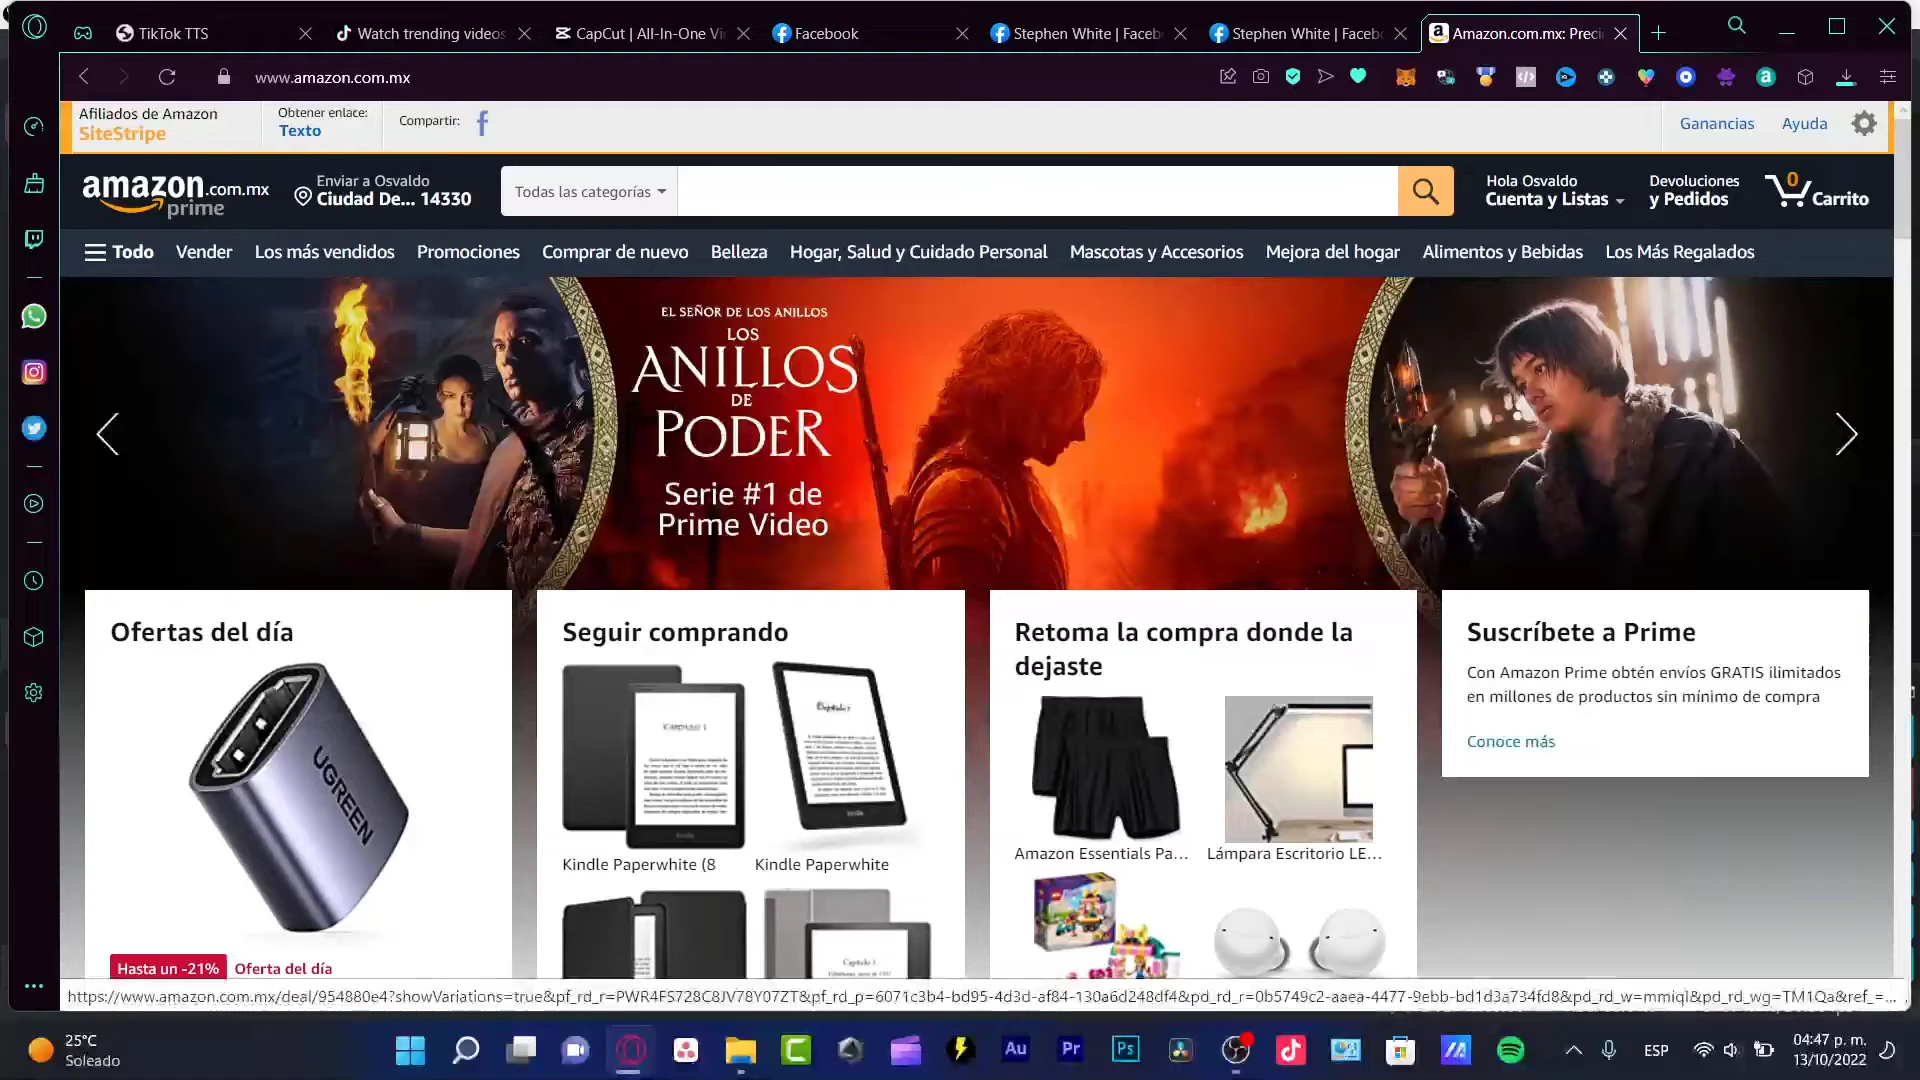 TikTok TTS
Watch trending videos
CapCut | All-In-One Vi
Facebook
Stephen White | Faceb
Stephen White | Faceb
Amazon.com.mx: Preci
www.amazon.com.mx
Afiliados de Amazon
SiteStripe
Obtener enlace:
Texto
Compartir:
Ganancias
Ayuda
amazon.com.mx
prime
Enviar a Osvaldo
Ciudad De... 14330
Todas las categorías
Hola Osvaldo
Cuenta y Listas
Devoluciones
y Pedidos
0
Carrito
Todo
Vender
Los más vendidos
Promociones
Comprar de nuevo
Belleza
Hogar, Salud y Cuidado Personal
Mascotas y Accesorios
Mejora del hogar
Alimentos y Bebidas
Los Más Regalados
EL SEÑOR DE LOS ANILLOS
LOS
ANILLOS
DE
PODER
Serie #1 de
Prime Video
Ofertas del día
UGREEN
Hasta un -21%
Oferta del día
Seguir comprando
Capítulo 1
Kindle Paperwhite (8
Kindle Paperwhite
Capítulo 1
Retoma la compra donde la
dejaste
Amazon Essentials Pa...
Lámpara Escritorio LE...
Suscríbete a Prime
Con Amazon Prime obtén envíos GRATIS ilimitados
en millones de productos sin mínimo de compra
Conoce más
https://www.amazon.com.mx/deal/954880e4?showVariations=true&pf_rd_r=PWR4FS728C8JV78Y07ZT&pf_rd_p=6071c3b4-bd95-4d3d-af84-130a6d248df4&pd_rd_r=0b5749c2-aaea-4477-9ebb-bd1d3a734fd8&pd_rd_w=mmiqI&pd_rd_wg=TM1Qa&ref_=...
25°C
Soleado
Au
Pr
Ps
ESP
04:47 p. m.
13/10/2022